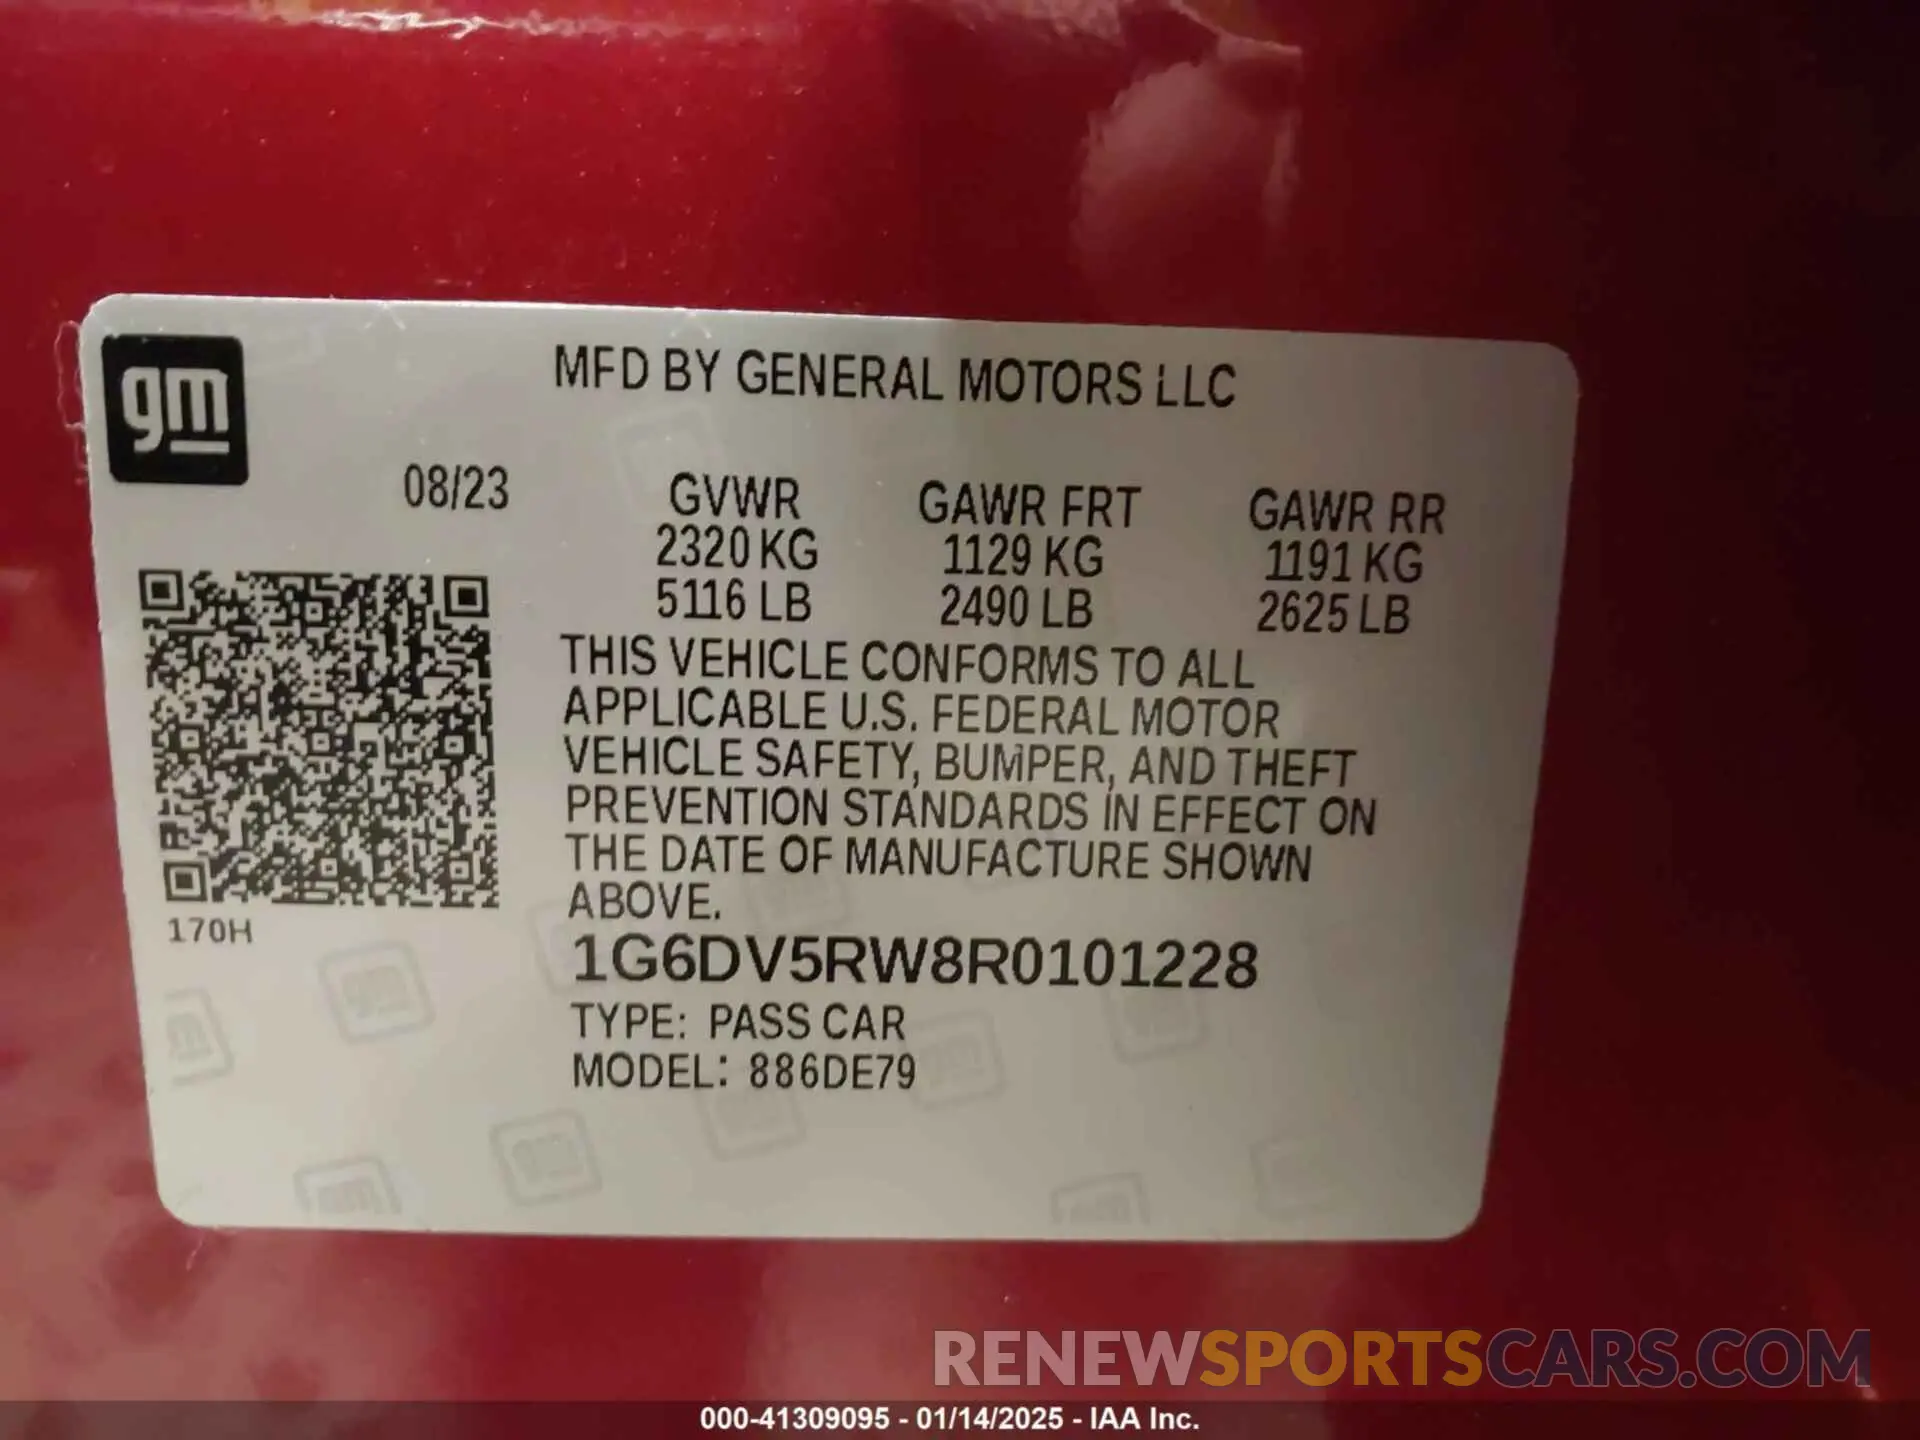 gm
MFD BY GENERAL MOTORS LLC
08/23
GVWR GAWR FRT GAWR RR
2320 KG 1129 KG 1191 KG
5116 LB 2490 LB 2625 LB
THIS VEHICLE CONFORMS TO ALL
APPLICABLE U.S. FEDERAL MOTOR
VEHICLE SAFETY, BUMPER, AND THEFT
PREVENTION STANDARDS IN EFFECT ON
THE DATE OF MANUFACTURE SHOWN
ABOVE.
170H
1G6DV5RW8R0101228
TYPE: PASS CAR
MODEL: 886DE79
RENEWSPORTSCARS.COM
000-41309095 - 01/14/2025 - IAA Inc.